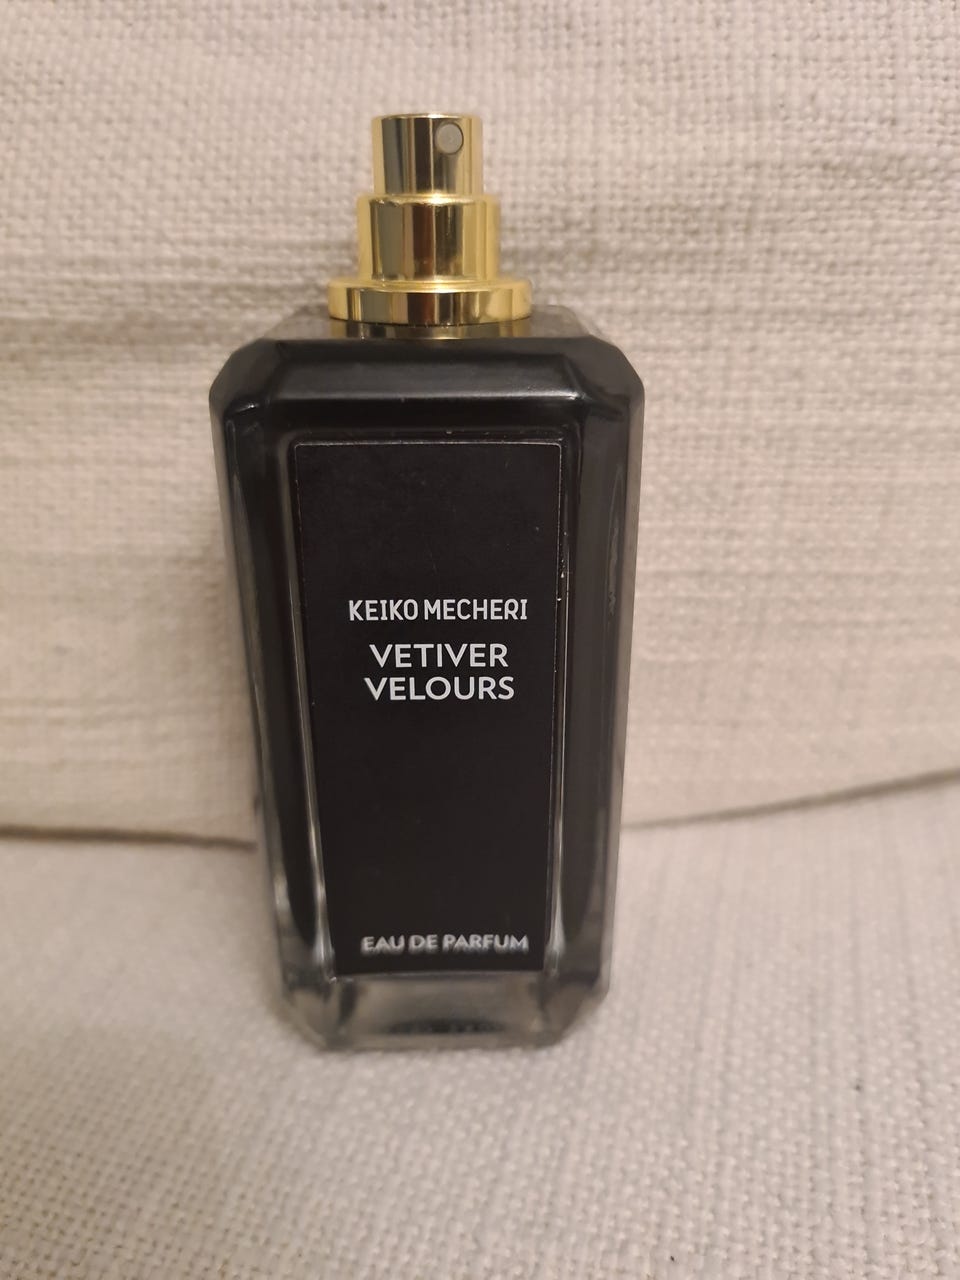 KEIKO MECHERI
VETIVER
VELOURS
EAU DE PARFUM